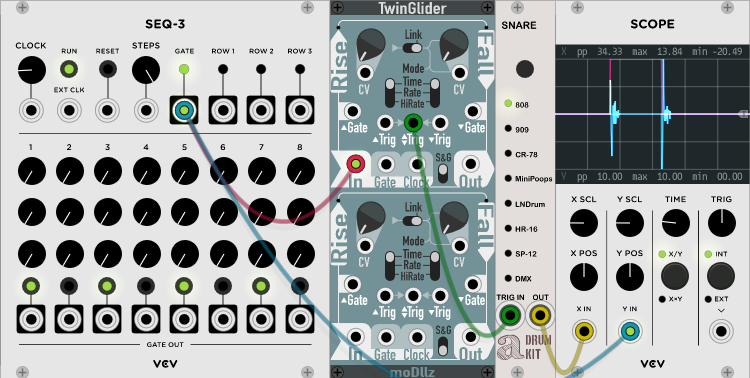 SEQ-3
CLOCK
RUN
RESET
STEPS
GATE
ROW 1
ROW 2
ROW 3
EXT CLK
1 2 3 4 5 6 7 8
GATE OUT
VCV
TwinGlider
Rise
Fall
Link
Mode
Time
Rate
HiRate
CV
CV
▲Gate
▼Gate
▲Trig
▲Trig
▼Trig
In
Gate
Clock
S&G
Out
Rise
Fall
Link
Mode
Time
Rate
HiRate
CV
CV
▲Gate
▼Gate
▲Trig
▲Trig
▼Trig
In
Gate
Clock
S&G
Out
moDllz
SNARE
808
909
CR-78
MiniPoops
LNDrum
HR-16
SP-12
DMX
TRIG IN
OUT
a DRUM
KIT
SCOPE
X pp 34.33 max 13.84 min -20.49
Y pp 10.00 max 10.00 min 00.00
X SCL
Y SCL
TIME
TRIG
X POS
Y POS
X/Y
INT
X×Y
EXT
X IN
Y IN
VCV